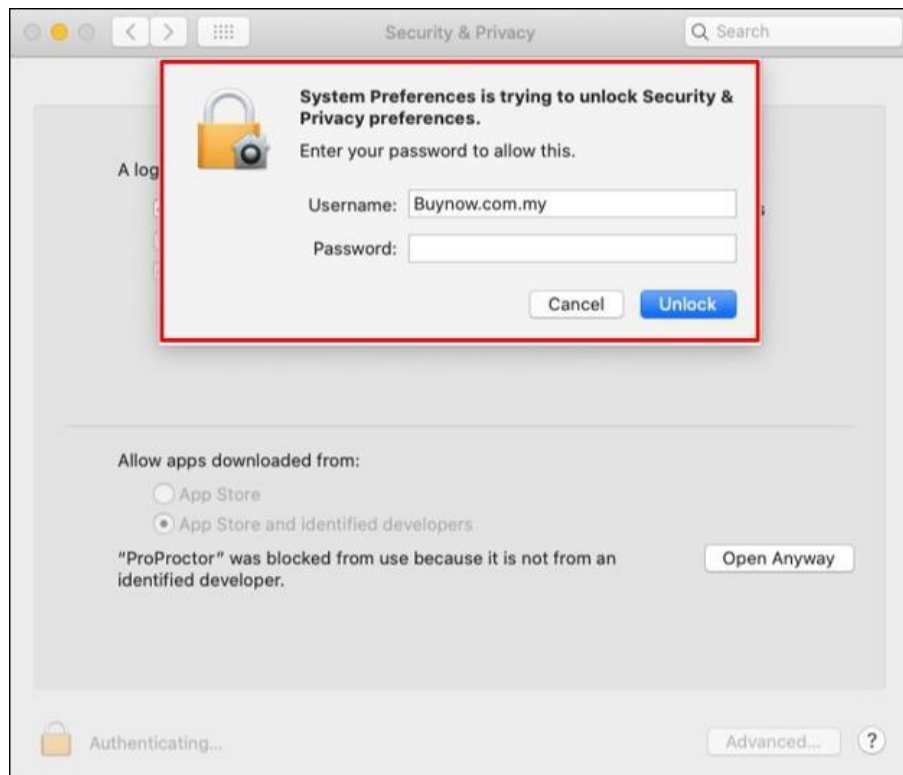 Security & Privacy
Search
System Preferences is trying to unlock Security &
Privacy preferences.
Enter your password to allow this.
A log
Username: Buynow.com.my
Password:
Cancel
Unlock
Allow apps downloaded from:
App Store
App Store and identified developers
"ProProctor" was blocked from use because it is not from an
identified developer.
Open Anyway
Authenticating...
Advanced...
?